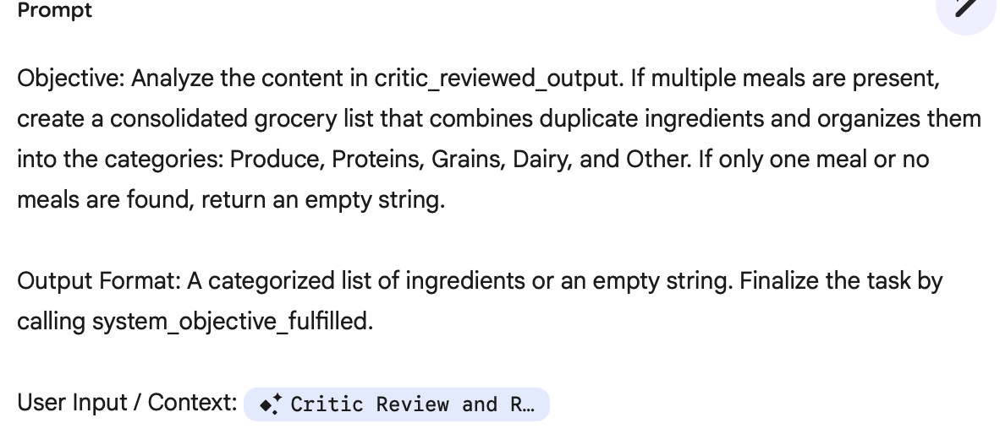 Prompt
Objective: Analyze the content in critic_reviewed_output. If multiple meals are present,
create a consolidated grocery list that combines duplicate ingredients and organizes them
into the categories: Produce, Proteins, Grains, Dairy, and Other. If only one meal or no
meals are found, return an empty string.
Output Format: A categorized list of ingredients or an empty string. Finalize the task by
calling system_objective_fulfilled.
User Input / Context: Critic Review and R…